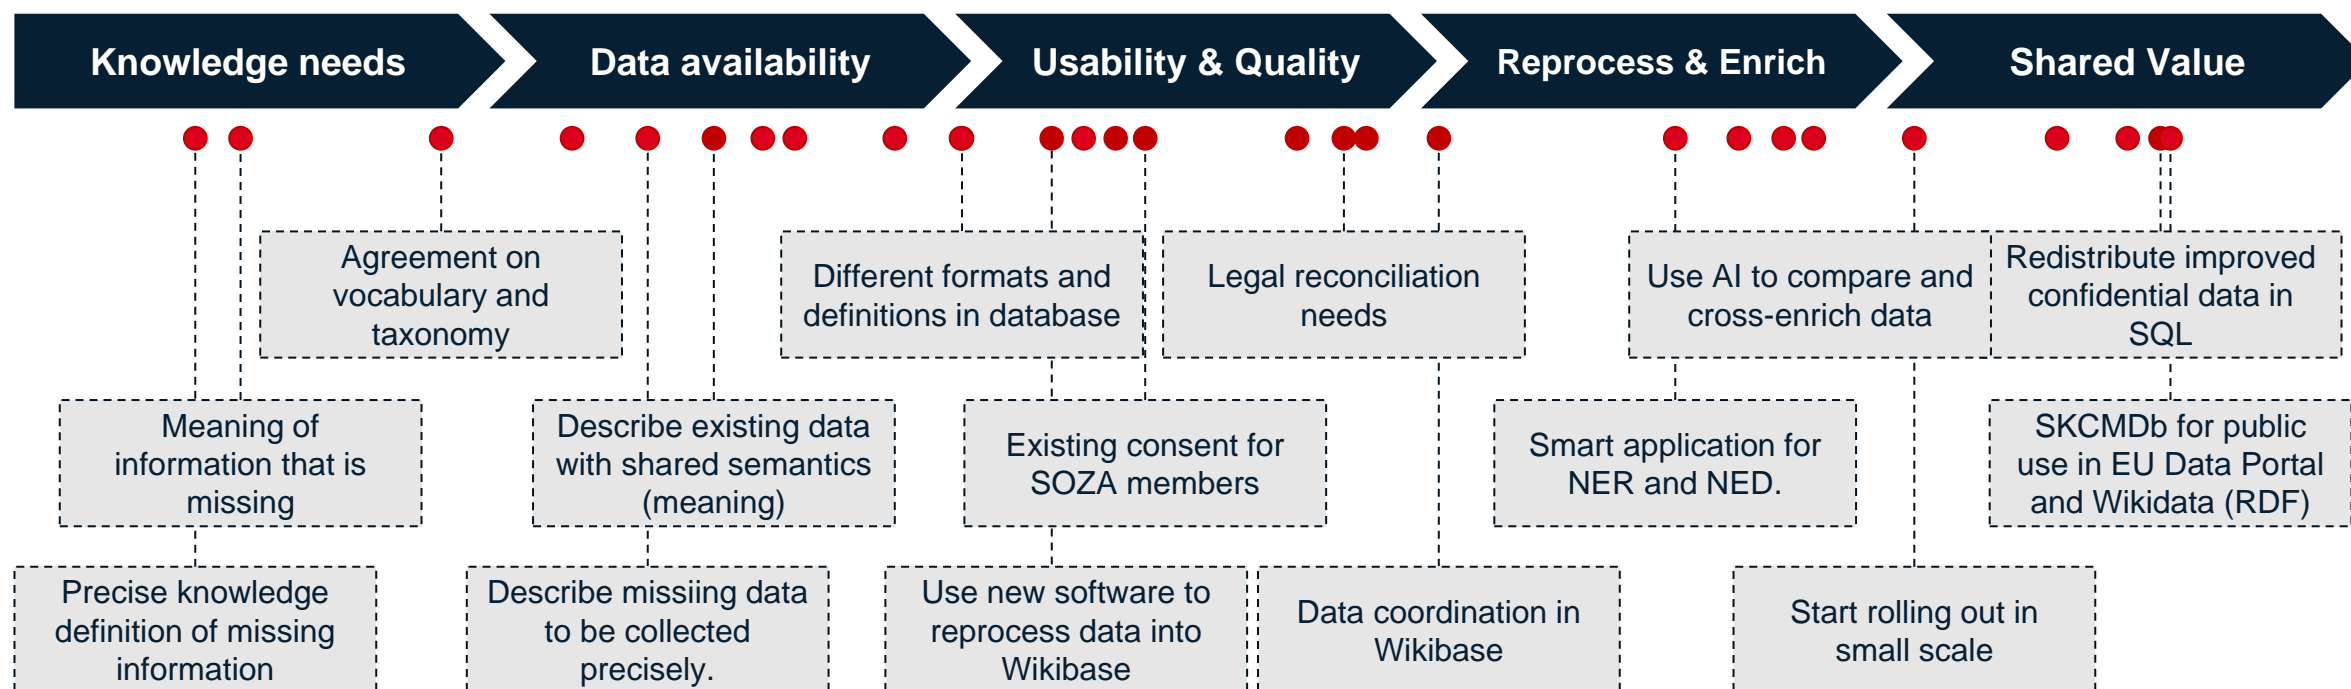 Knowledge needs
Data availability
Usability & Quality
Reprocess & Enrich
Shared Value
Agreement on
vocabulary and
taxonomy
Different formats and
definitions in database
Legal reconciliation
needs
Use AI to compare and
cross-enrich data
Redistribute improved
confidential data in
SQL
Meaning of
information that is
missing
Describe existing data
with shared semantics
(meaning)
Existing consent for
SOZA members
Smart application for
NER and NED.
SKCMDb for public
use in EU Data Portal
and Wikidata (RDF)
Precise knowledge
definition of missing
information
Describe missiing data
to be collected
precisely.
Use new software to
reprocess data into
Wikibase
Data coordination in
Wikibase
Start rolling out in
small scale